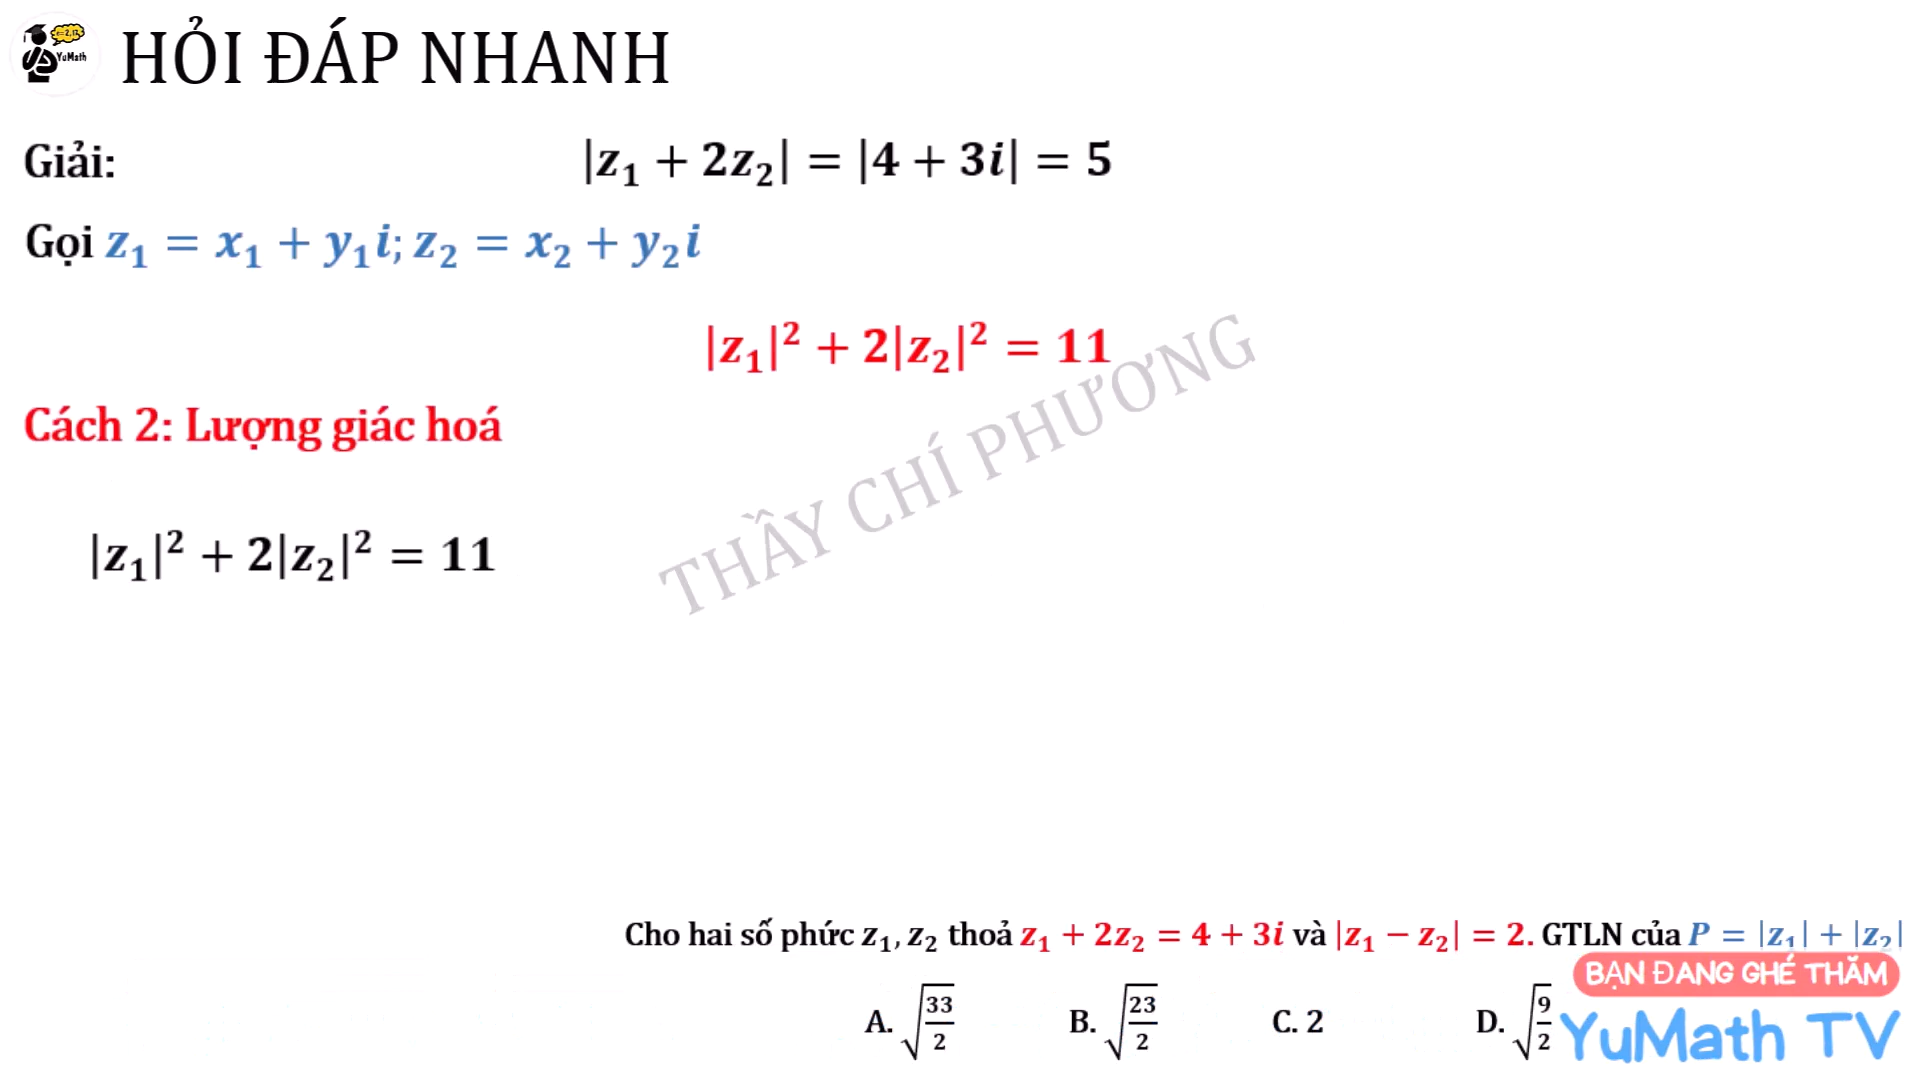 HỎI ĐÁP NHANH
YuMath
Giải:
|z₁ + 2z₂| = |4 + 3i| = 5
Gọi z₁ = x₁ + y₁i; z₂ = x₂ + y₂i
|z₁|² + 2|z₂|² = 11
Cách 2: Lượng giác hoá
|z₁|² + 2|z₂|² = 11
THẦY CHÍ PHƯƠNG
Cho hai số phức z₁, z₂ thoả z₁ + 2z₂ = 4 + 3i và |z₁ − z₂| = 2. GTLN của P = |z₁| + |z₂|
A. √(33/2) B. √(23/2) C. 2 D. √(9/2)
BẠN ĐANG GHÉ THĂM
YuMath TV